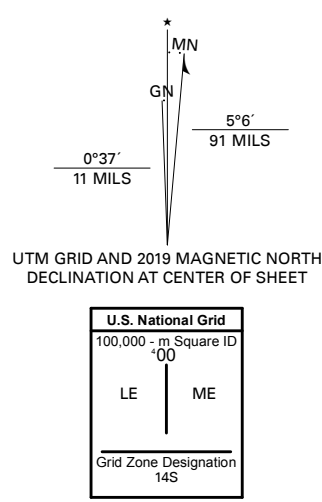 ★
MN
GN
5°6´
91 MILS
0°37´
11 MILS
UTM GRID AND 2019 MAGNETIC NORTH
DECLINATION AT CENTER OF SHEET
U.S. National Grid
100,000 - m Square ID
⁴00
LE ME
Grid Zone Designation
14S